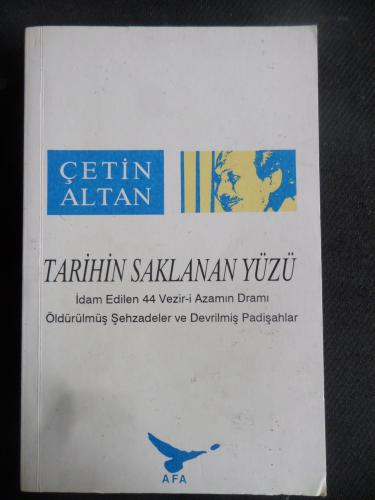 ÇETİN
ALTAN
TARİHİN SAKLANAN YÜZÜ
İdam Edilen 44 Vezir-i Azamın Dramı
Öldürülmüş Şehzadeler ve Devrilmiş Padişahlar
AFA